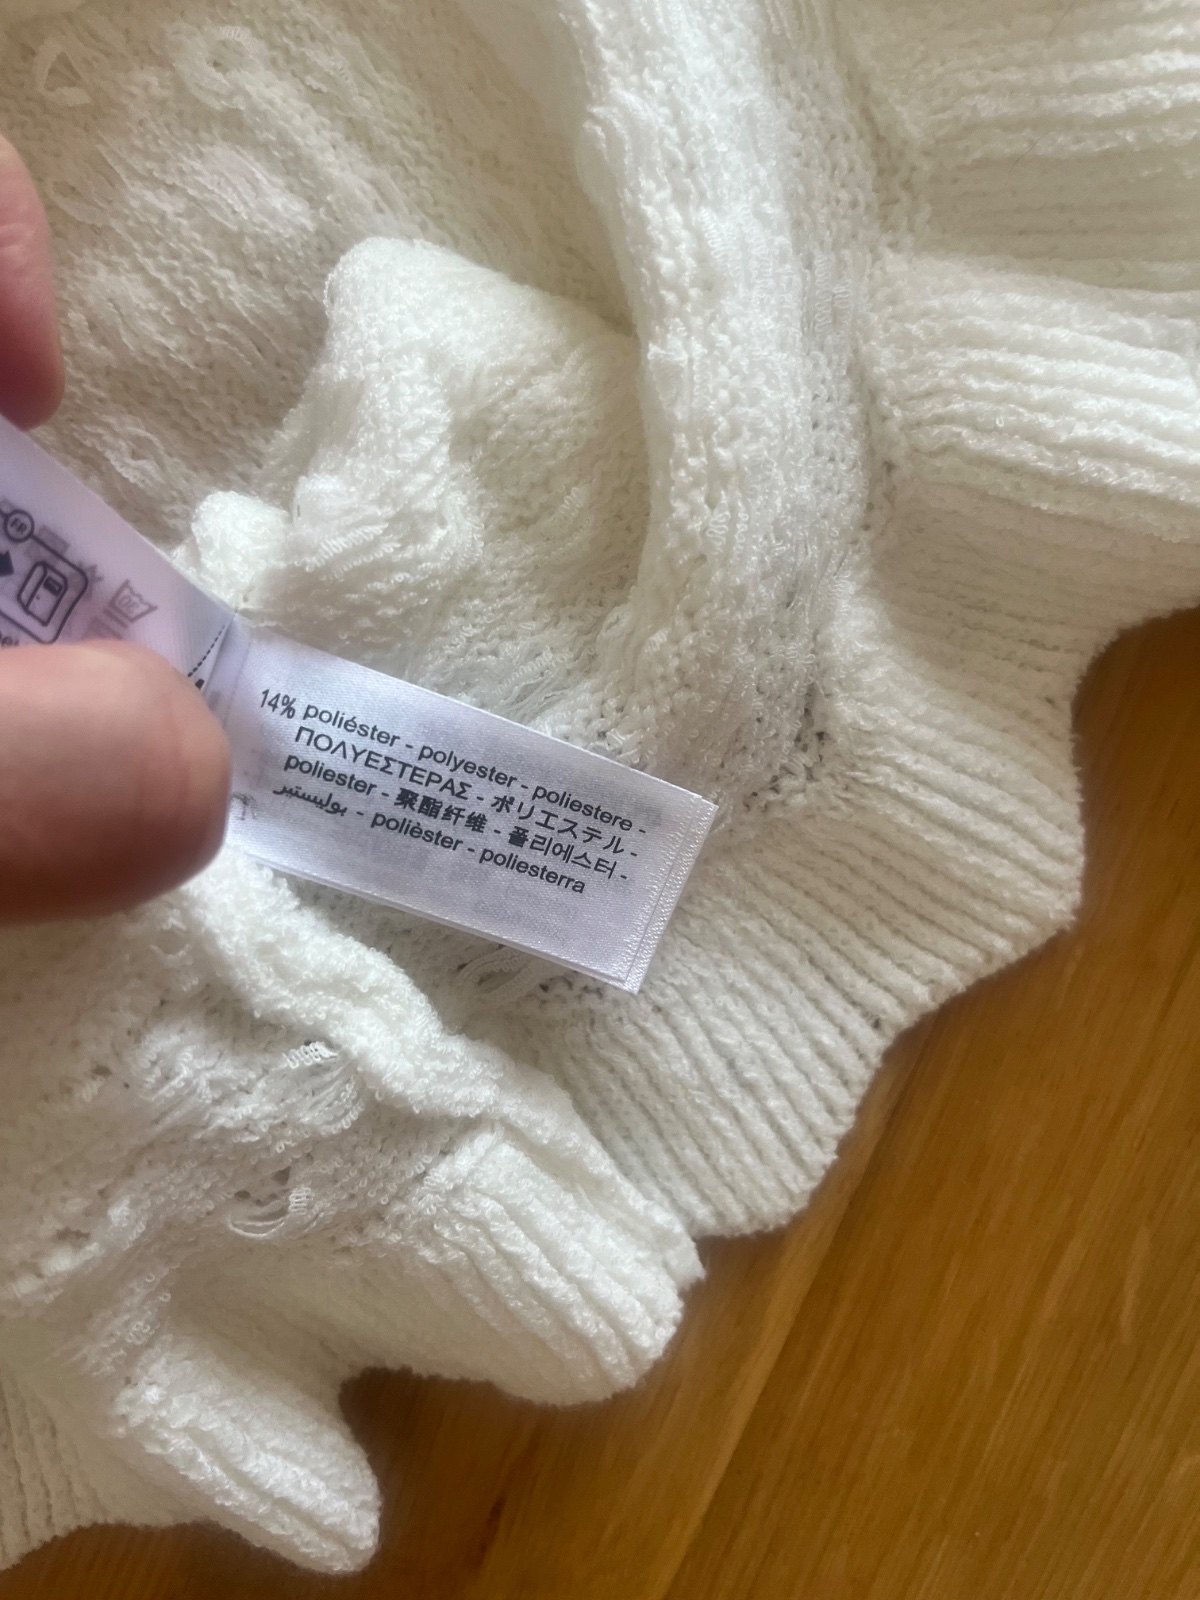 FR
14% poliéster - polyester - poliestere -
ΠΟΛΥΕΣΤΕΡΑΣ - ポリエステル -
poliester - 聚酯纤维 - 폴리에스터 -
بوليستير - polièster - poliesterra